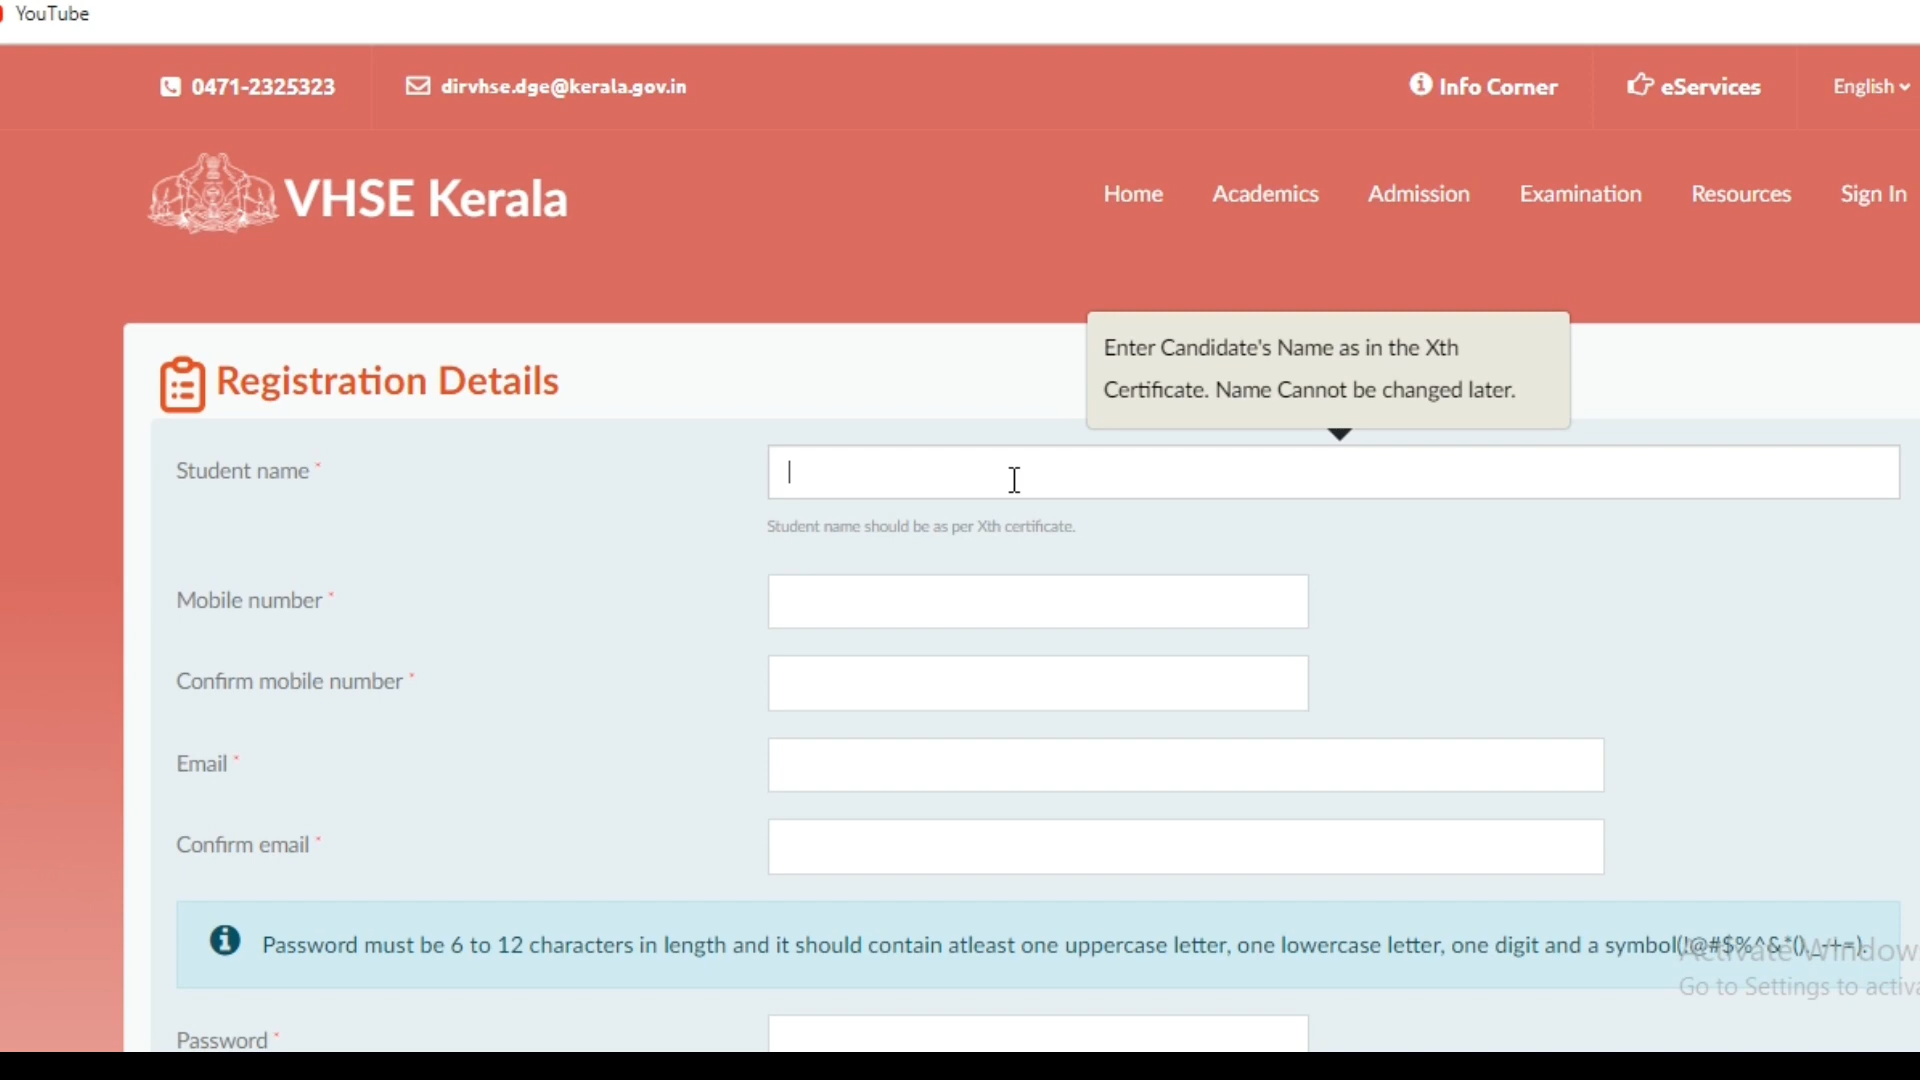 YouTube
0471-2325323 dirvhse.dge@kerala.gov.in Info Corner eServices English
VHSE Kerala Home Academics Admission Examination Resources Sign In
Enter Candidate's Name as in the Xth
Certificate. Name Cannot be changed later.
Registration Details
Student name *
Student name should be as per Xth certificate.
Mobile number *
Confirm mobile number *
Email *
Confirm email *
Password must be 6 to 12 characters in length and it should contain atleast one uppercase letter, one lowercase letter, one digit and a symbol(!@#$%^&*()_-+=).
Activate Windows
Go to Settings to activa
Password *